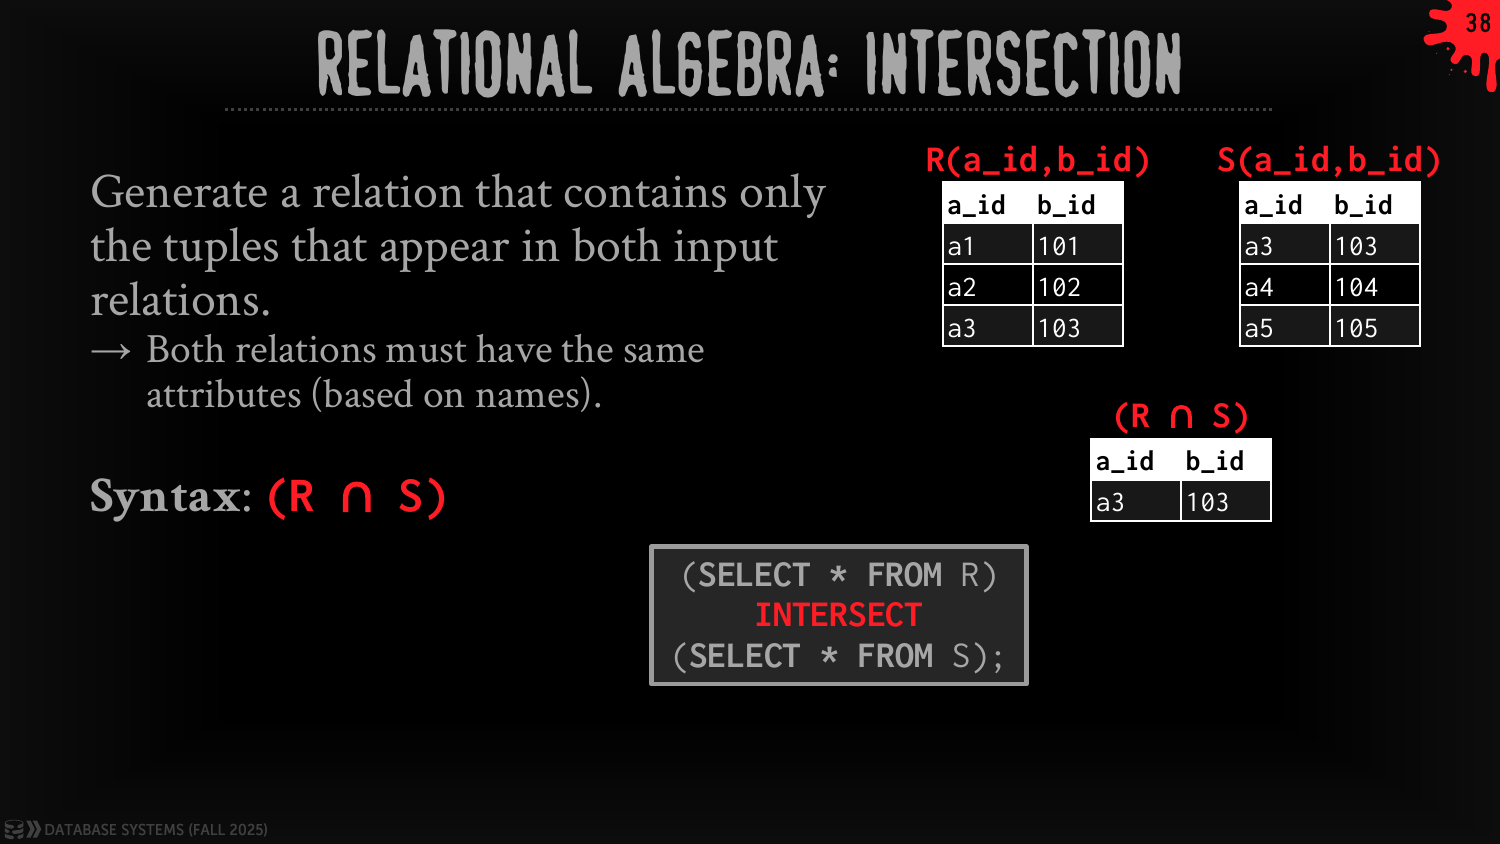 38
RELATIONAL ALGEBRA: INTERSECTION
Generate a relation that contains only
the tuples that appear in both input
relations.
→ Both relations must have the same
attributes (based on names).
Syntax: (R ∩ S)
R(a_id,b_id)
a_id b_id
a1 101
a2 102
a3 103
S(a_id,b_id)
a_id b_id
a3 103
a4 104
a5 105
(R ∩ S)
a_id b_id
a3 103
(SELECT * FROM R)
INTERSECT
(SELECT * FROM S);
DATABASE SYSTEMS (FALL 2025)